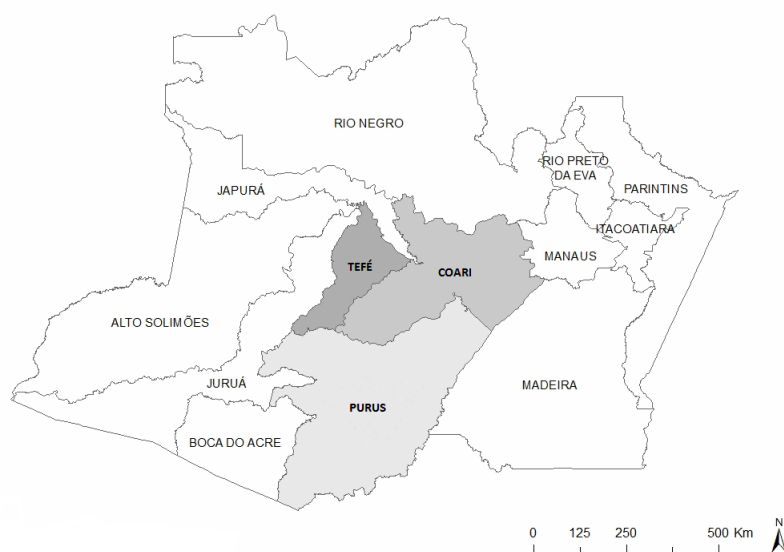 RIO NEGRO
RIO PRETO
DA EVA
JAPURÁ
PARINTINS
ITACOATIARA
MANAUS
TEFÉ
COARI
ALTO SOLIMÕES
JURUÁ
MADEIRA
PURUS
BOCA DO ACRE
N
0 125 250 500 Km